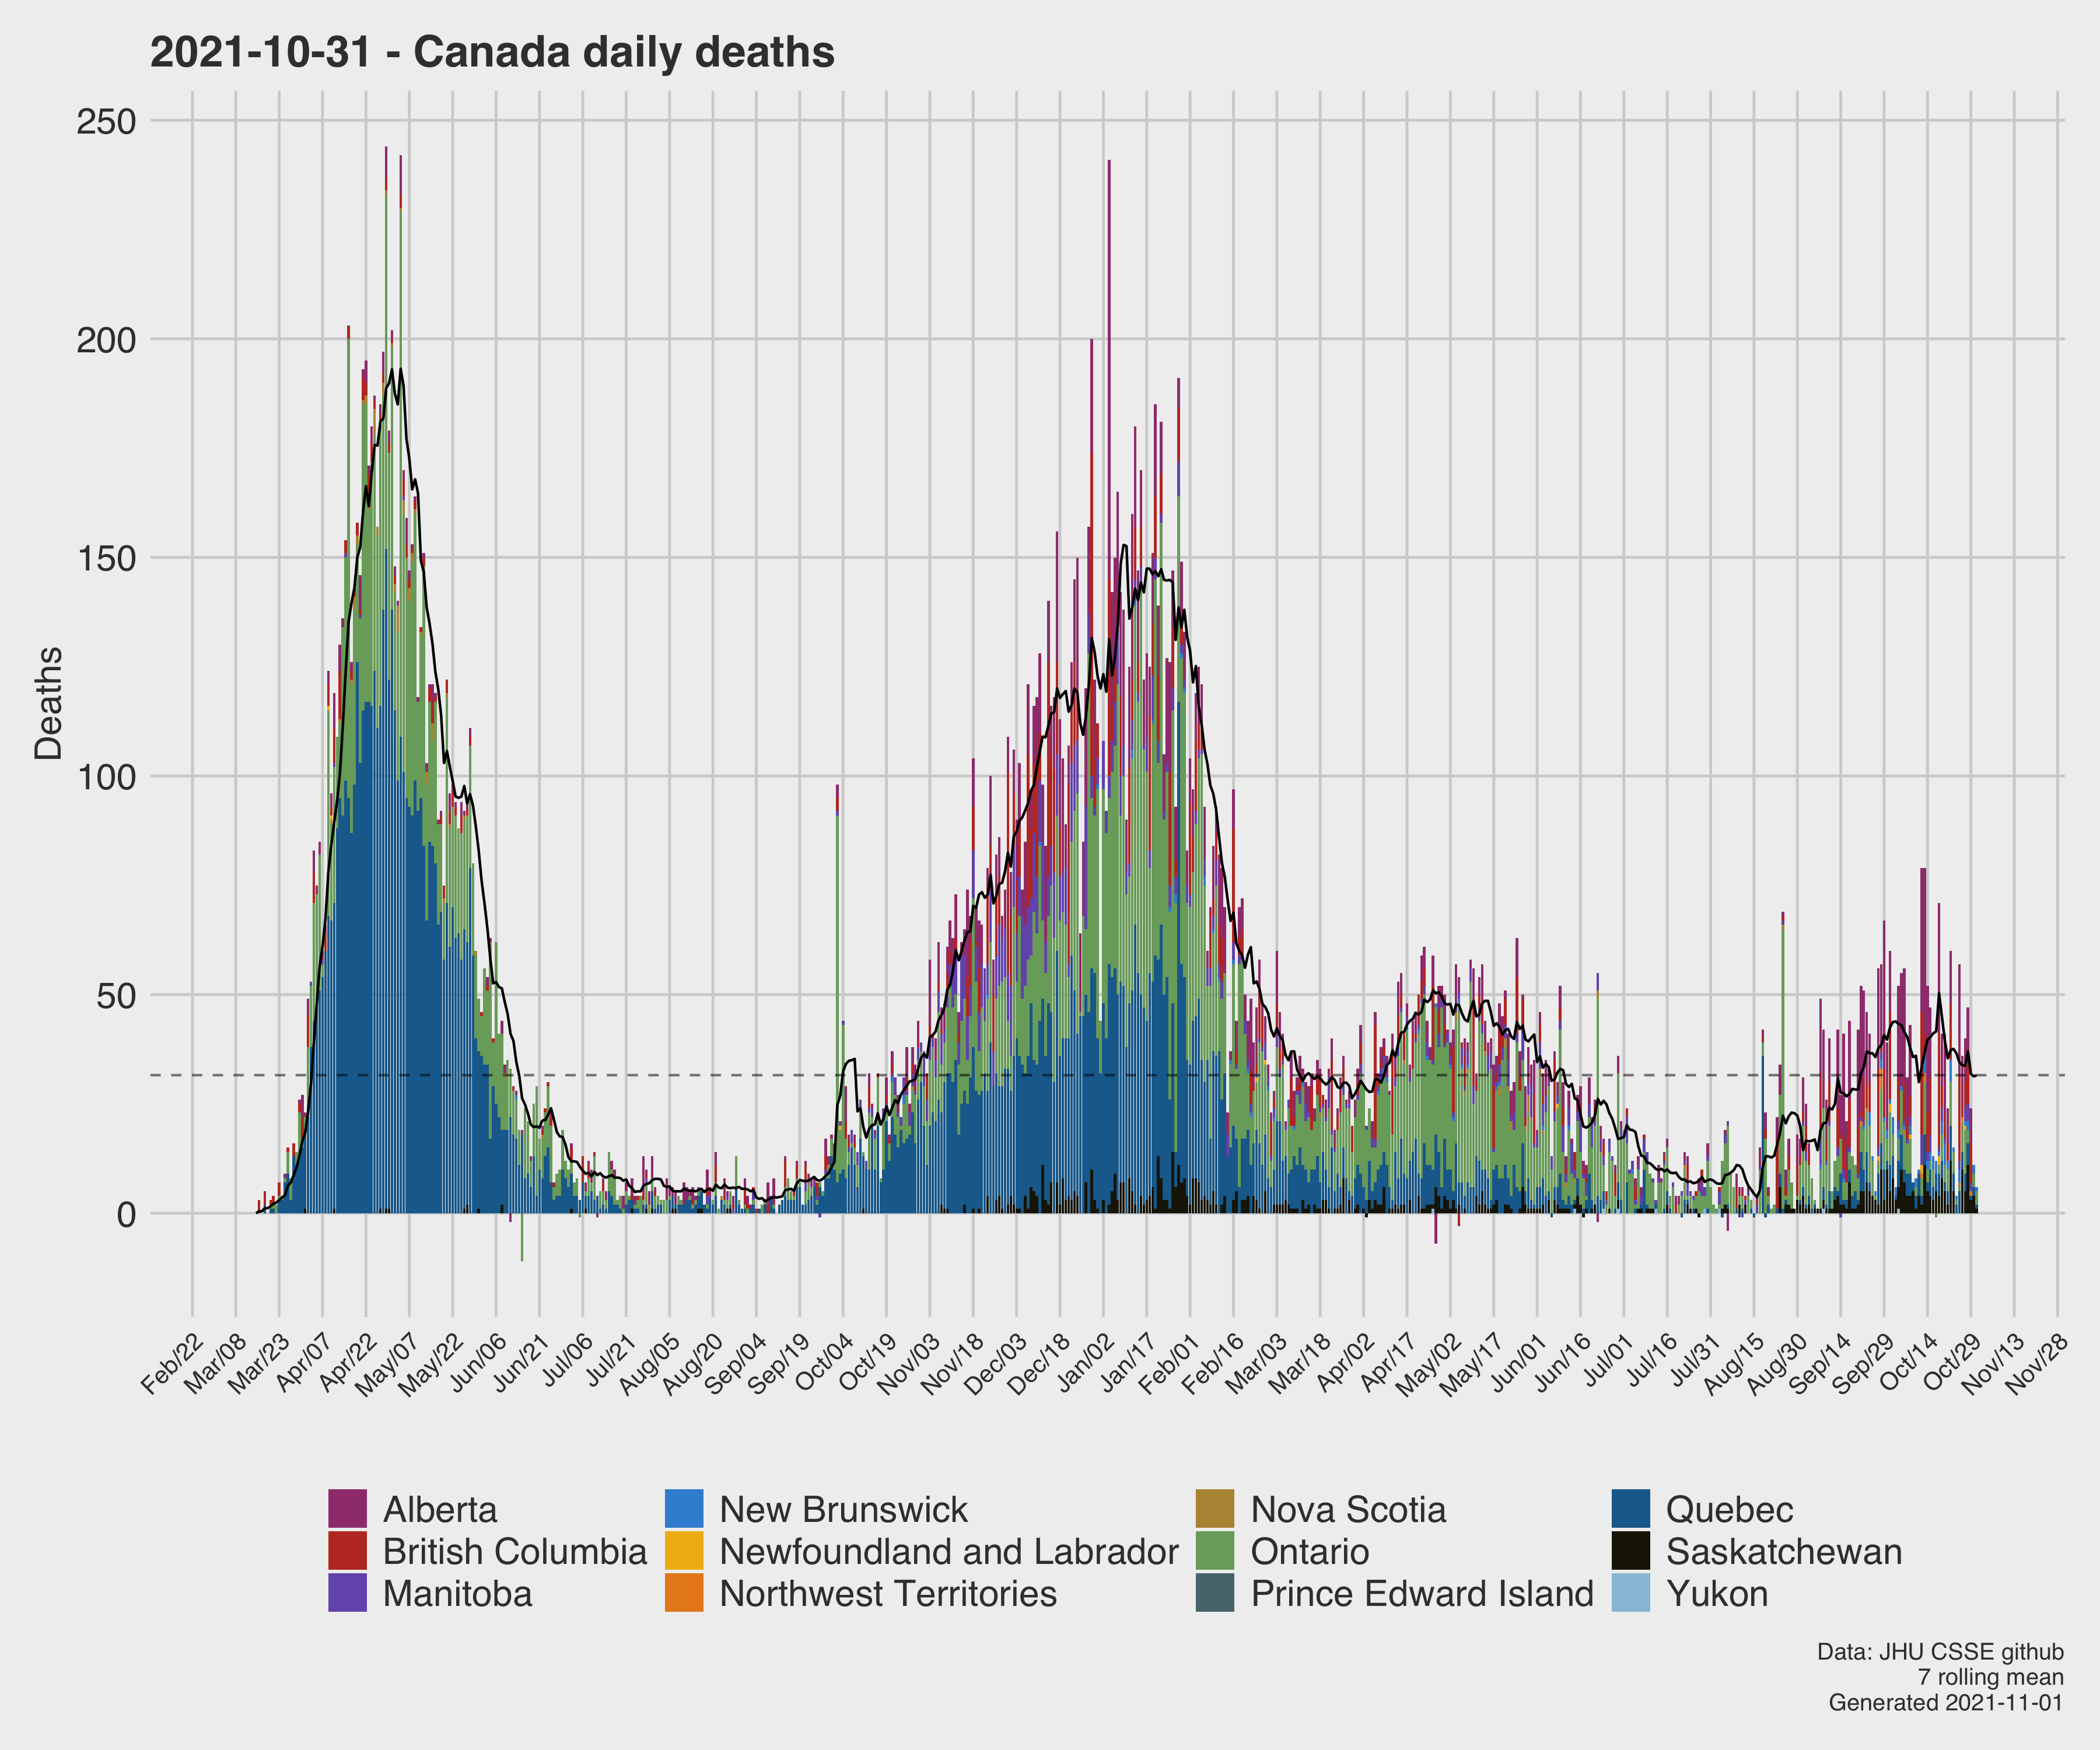 2021-10-31 - Canada daily deaths
250
200
150
100
50
0
Deaths
Feb/22 Mar/08 Mar/23 Apr/07 Apr/22 May/07 May/22 Jun/06 Jun/21 Jul/06 Jul/21 Aug/05 Aug/20 Sep/04 Sep/19 Oct/04 Oct/19 Nov/03 Nov/18 Dec/03 Dec/18 Jan/02 Jan/17 Feb/01 Feb/16 Mar/03 Mar/18 Apr/02 Apr/17 May/02 May/17 Jun/01 Jun/16 Jul/01 Jul/16 Jul/31 Aug/15 Aug/30 Sep/14 Sep/29 Oct/14 Oct/29 Nov/13 Nov/28
Alberta New Brunswick Nova Scotia Quebec
British Columbia Newfoundland and Labrador Ontario Saskatchewan
Manitoba Northwest Territories Prince Edward Island Yukon
Data: JHU CSSE github
7 rolling mean
Generated 2021-11-01